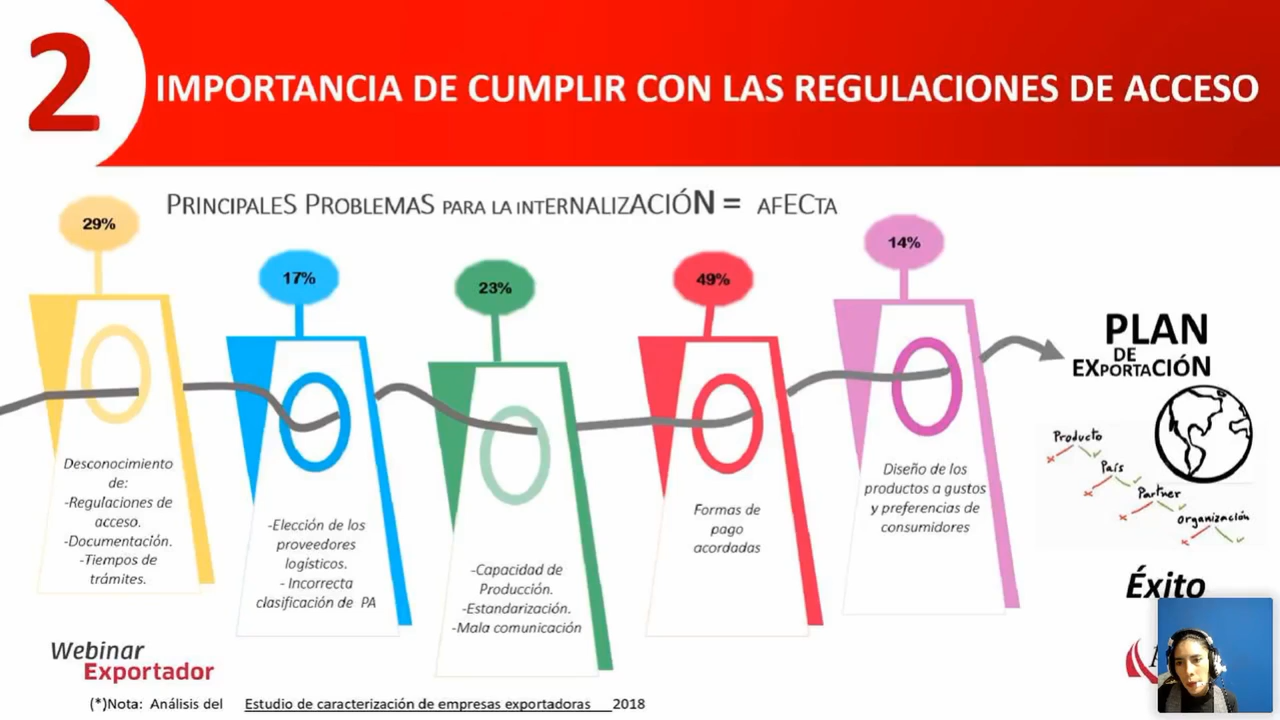 2
IMPORTANCIA DE CUMPLIR CON LAS REGULACIONES DE ACCESO
PRINCIPALES PROBLEMAS PARA LA INTERNALIZACIÓN = AFECTA
29%
Desconocimiento
de:
-Regulaciones de
acceso.
-Documentación.
-Tiempos de
trámites.
17%
-Elección de los
proveedores
logísticos.
- Incorrecta
clasificación de PA
23%
-Capacidad de
Producción.
-Estandarización.
-Mala comunicación
49%
Formas de
pago
acordadas
14%
Diseño de los
productos a gustos
y preferencias de
consumidores
PLAN
DE
EXPORTACIÓN
Producto
País
Partner
Organización
Éxito
Webinar
Exportador
(*)Nota: Análisis del Estudio de caracterización de empresas exportadoras 2018